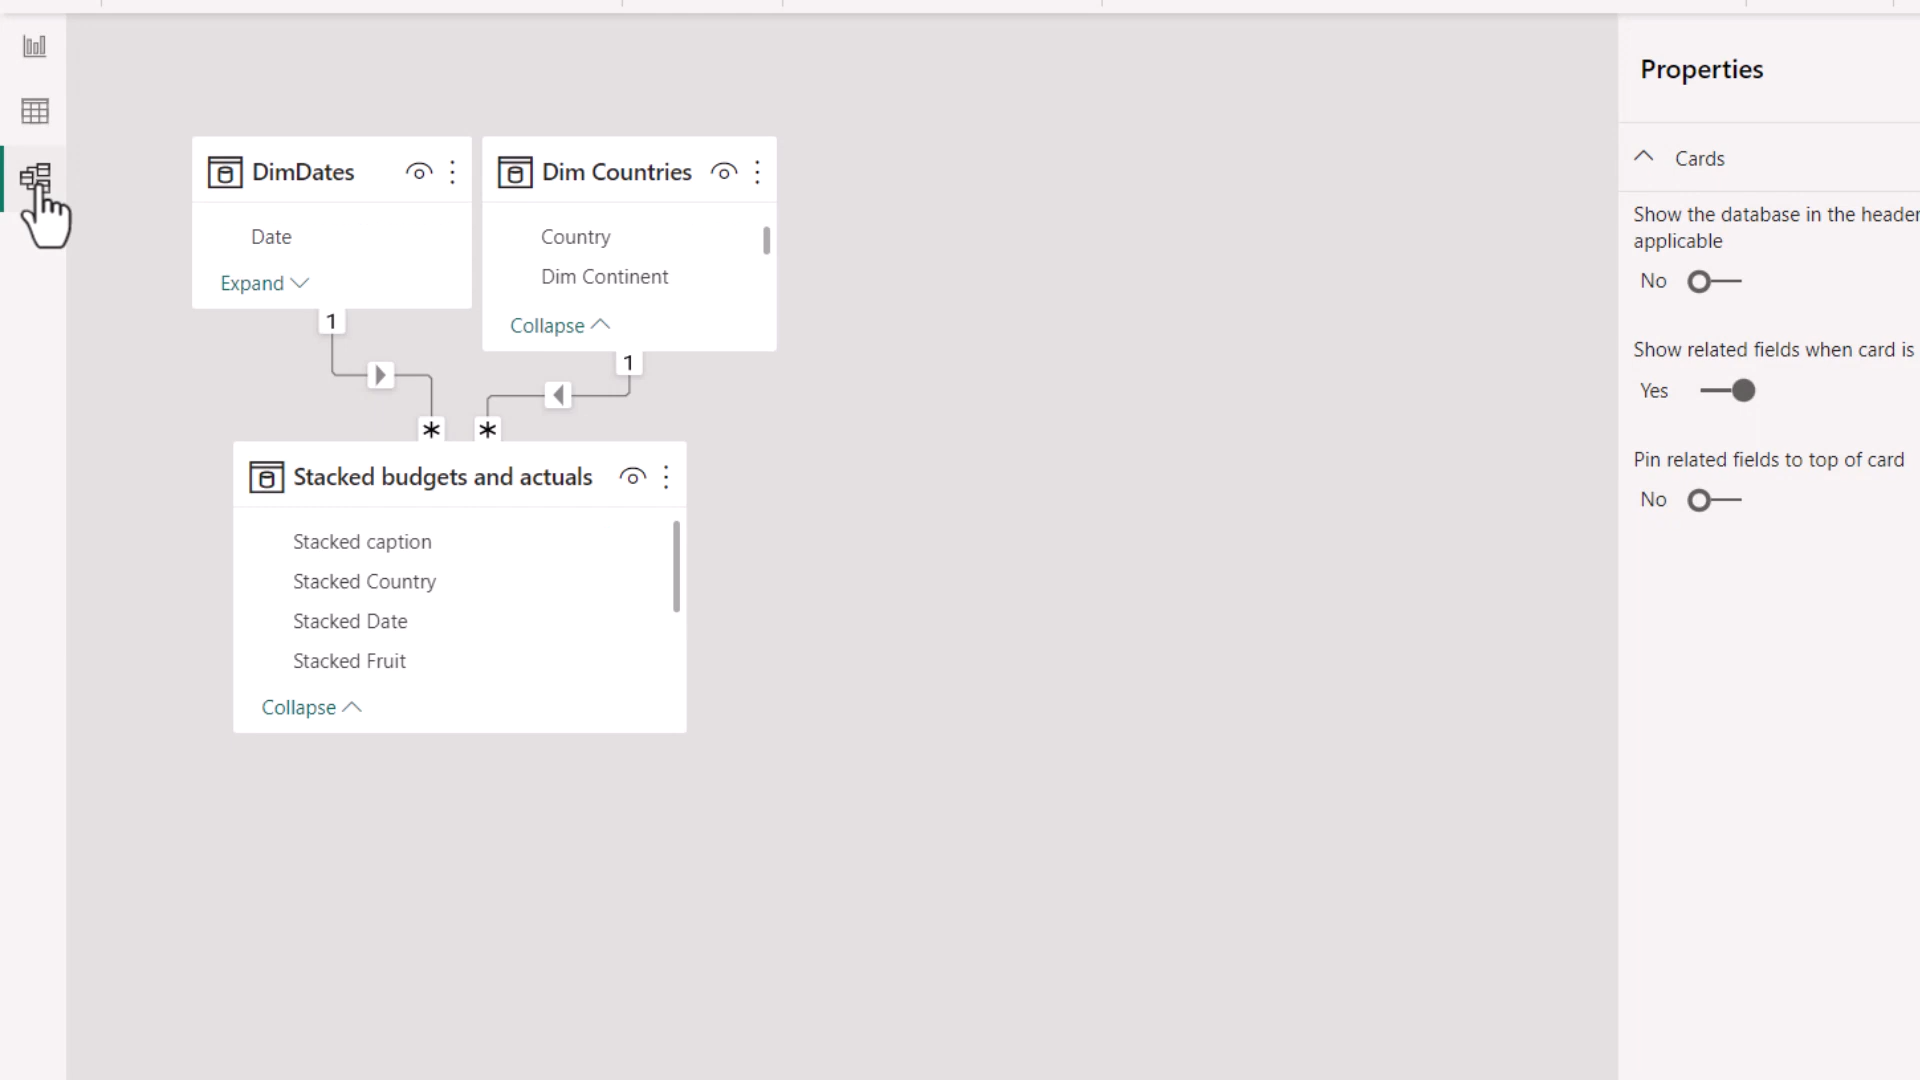 Properties
Cards
DimDates
Dim Countries
Date
Expand
Country
Dim Continent
Collapse
1
1
*
*
Stacked budgets and actuals
Stacked caption
Stacked Country
Stacked Date
Stacked Fruit
Collapse
Show the database in the header
applicable
No
Show related fields when card is
Yes
Pin related fields to top of card
No